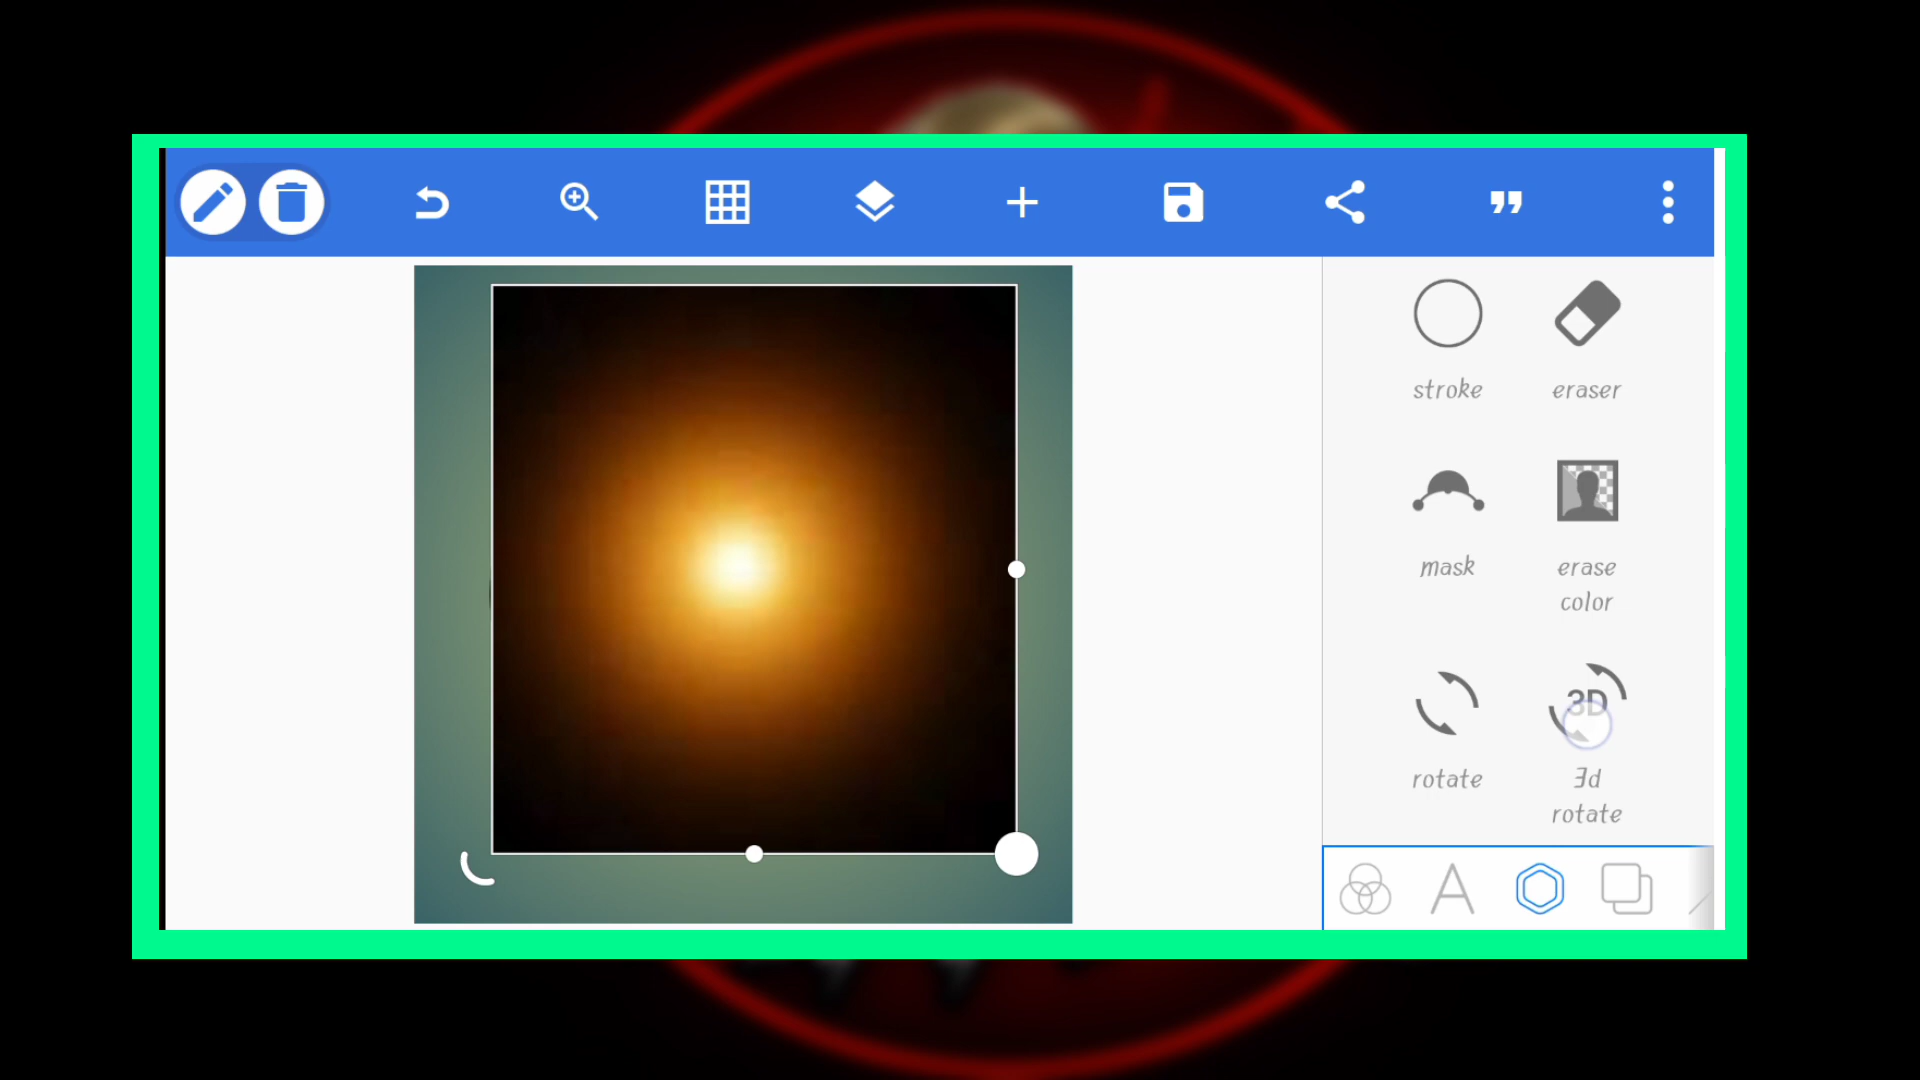 stroke
eraser
mask
erase
color
3D
rotate
3d
rotate
A